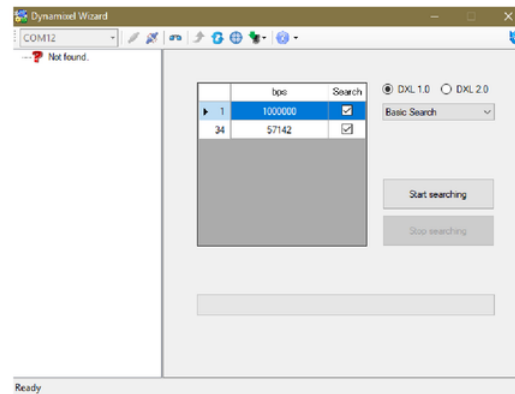 Dynamixel Wizard
COM12
Not found.
bps Search
1 1000000
34 57142
DXL 1.0 DXL 2.0
Basic Search
Start searching
Stop searching
Ready